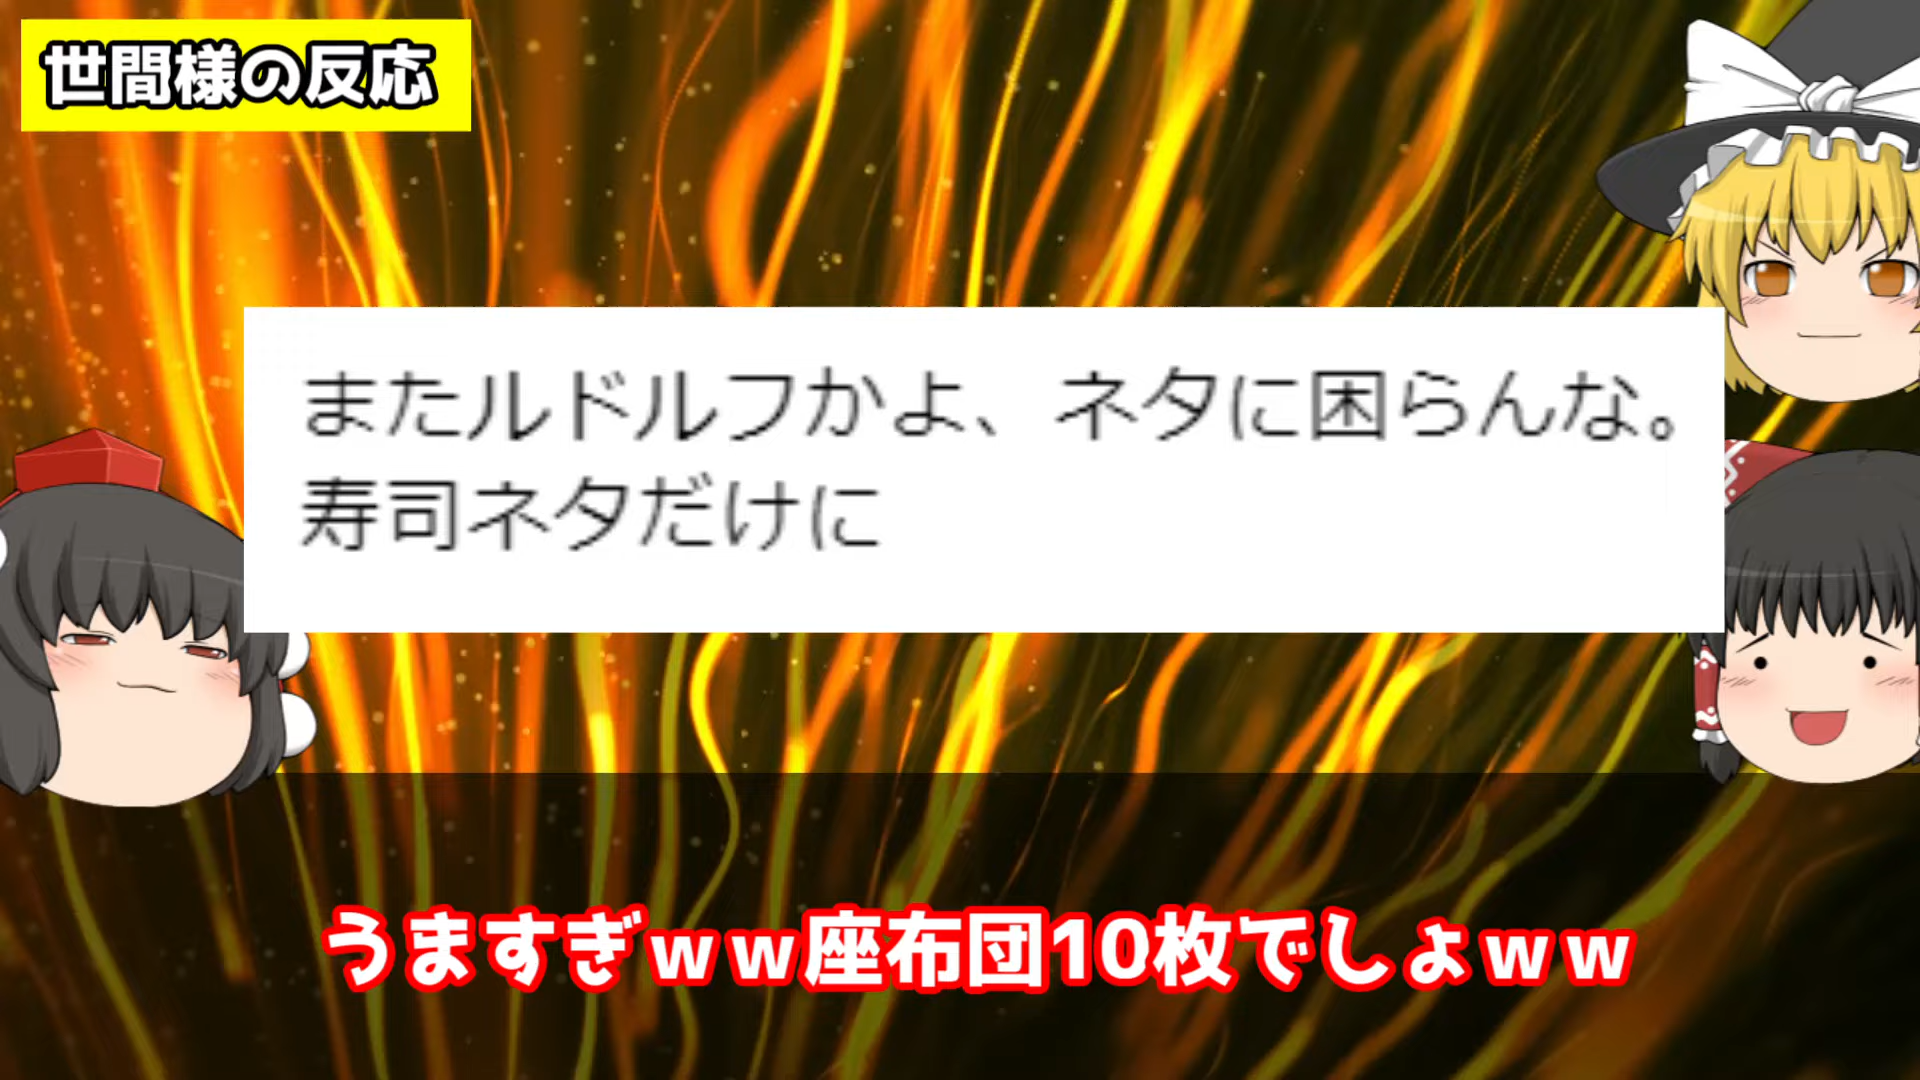 世間様の反応
またルドルフかよ、ネタに困らんな。
寿司ネタだけに
うますぎｗｗ座布団10枚でしょｗｗ